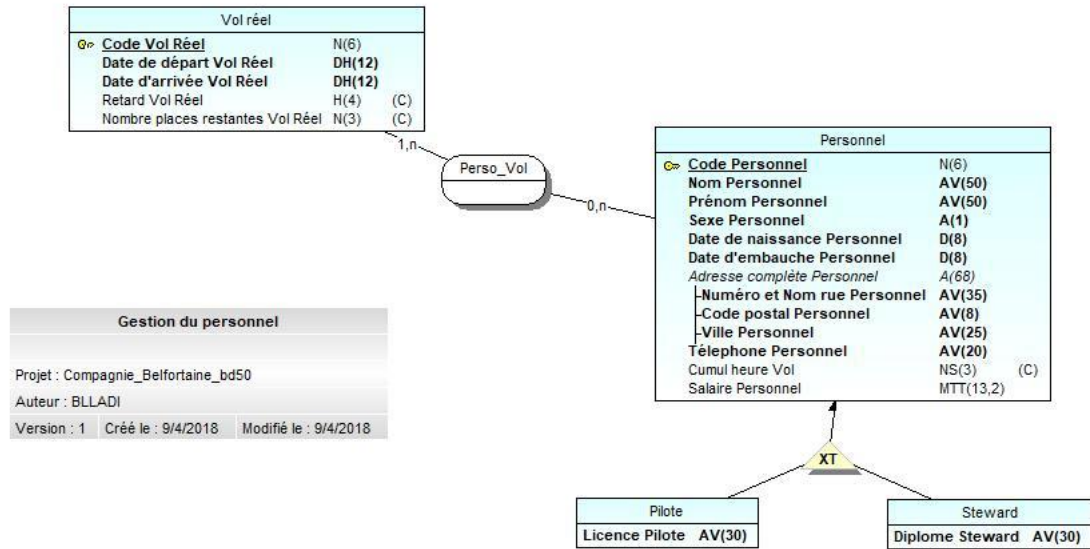 Vol réel
Code Vol Réel N(6)
Date de départ Vol Réel DH(12)
Date d'arrivée Vol Réel DH(12)
Retard Vol Réel H(4) (C)
Nombre places restantes Vol Réel N(3) (C)
1,n
Perso_Vol
0,n
Personnel
Code Personnel N(6)
Nom Personnel AV(50)
Prénom Personnel AV(50)
Sexe Personnel A(1)
Date de naissance Personnel D(8)
Date d'embauche Personnel D(8)
Adresse complète Personnel A(68)
Numéro et Nom rue Personnel AV(35)
Code postal Personnel AV(8)
Ville Personnel AV(25)
Télephone Personnel AV(20)
Cumul heure Vol NS(3) (C)
Salaire Personnel MTT(13,2)
Gestion du personnel
Projet : Compagnie_Belfortaine_bd50
Auteur : BLLADI
Version : 1 Créé le : 9/4/2018 Modifié le : 9/4/2018
XT
Pilote
Licence Pilote AV(30)
Steward
Diplome Steward AV(30)